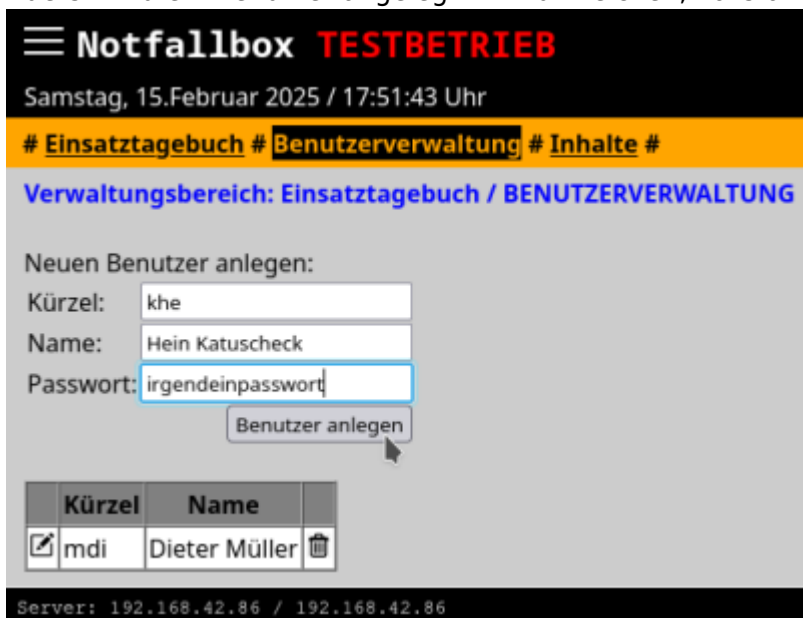 Notfallbox TESTBETRIEB
Samstag, 15.Februar 2025 / 17:51:43 Uhr
# Einsatztagebuch # Benutzerverwaltung # Inhalte #
Verwaltungsbereich: Einsatztagebuch / BENUTZERVERWALTUNG
Neuen Benutzer anlegen:
Kürzel: khe
Name: Hein Katuscheck
Passwort: irgendeinpasswort
Benutzer anlegen
Kürzel Name
mdi Dieter Müller
Server: 192.168.42.86 / 192.168.42.86